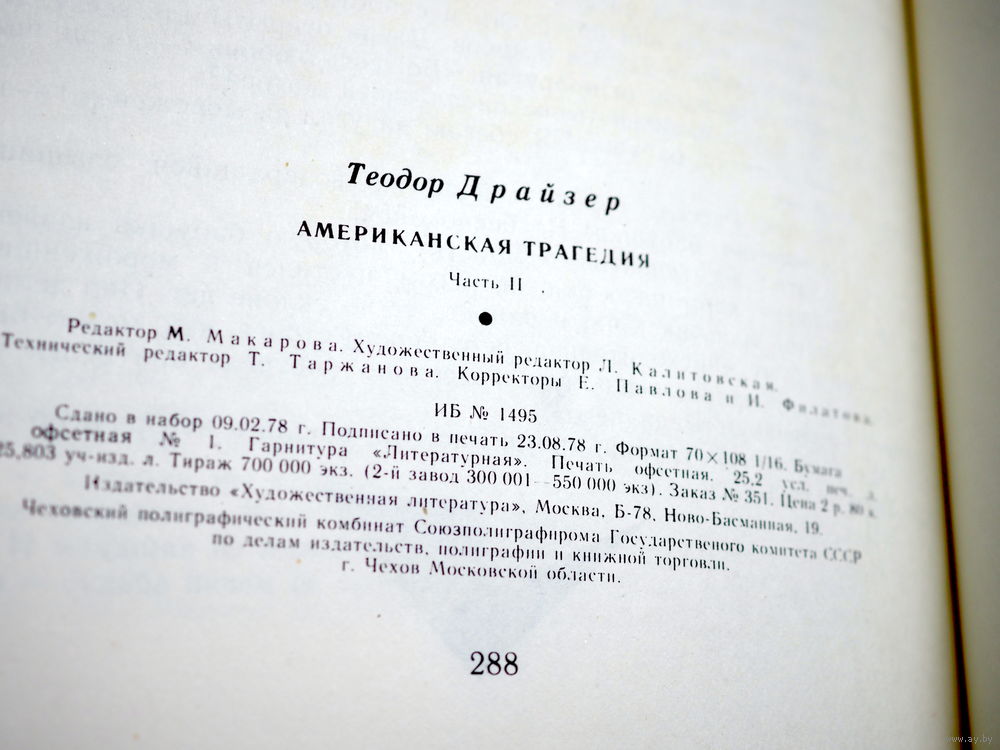 Теодор Драйзер
АМЕРИКАНСКАЯ ТРАГЕДИЯ
Часть II
Редактор М. Макарова. Художественный редактор Л. Калитовская.
Технический редактор Т. Таржанова. Корректоры Е. Павлова и И. Филатова.
ИБ № 1495
Сдано в набор 09.02.78 г. Подписано в печать 23.08.78 г. Формат 70×108 1/16. Бумага
офсетная № 1. Гарнитура «Литературная». Печать офсетная. 25,2 усл. печ. л.
25,803 уч-изд. л. Тираж 700 000 экз. (2-й завод 300 001—550 000 экз). Заказ № 351. Цена 2 р. 80 к.
Издательство «Художественная литература», Москва, Б-78, Ново-Басманная, 19.
Чеховский полиграфический комбинат Союзполиграфпрома Государственого комитета СССР
по делам издательств, полиграфии и книжной торговли.
г. Чехов Московской области.
288
www.ay.by